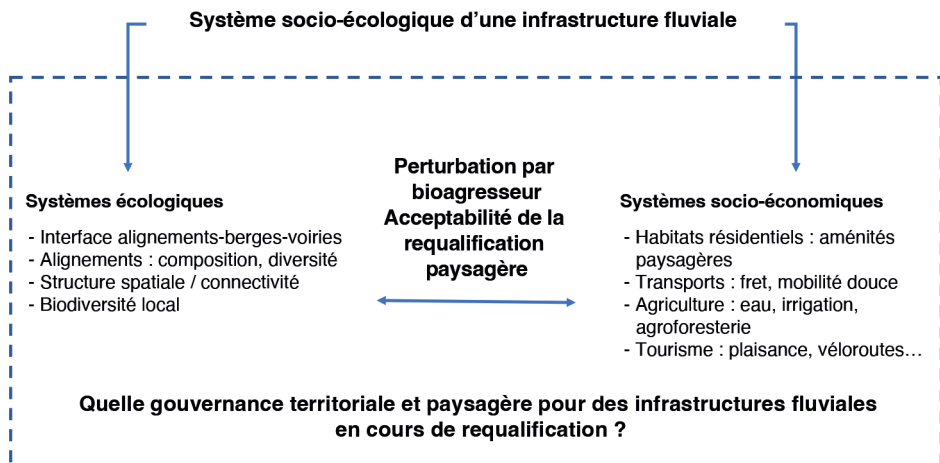 Système socio-écologique d'une infrastructure fluviale
Perturbation par
bioagresseur
Acceptabilité de la
requalification
paysagère
Systèmes écologiques
- Interface alignements-berges-voiries
- Alignements : composition, diversité
- Structure spatiale / connectivité
- Biodiversité local
Systèmes socio-économiques
- Habitats résidentiels : aménités
paysagères
- Transports : fret, mobilité douce
- Agriculture : eau, irrigation,
agroforesterie
- Tourisme : plaisance, véloroutes…
Quelle gouvernance territoriale et paysagère pour des infrastructures fluviales
en cours de requalification ?